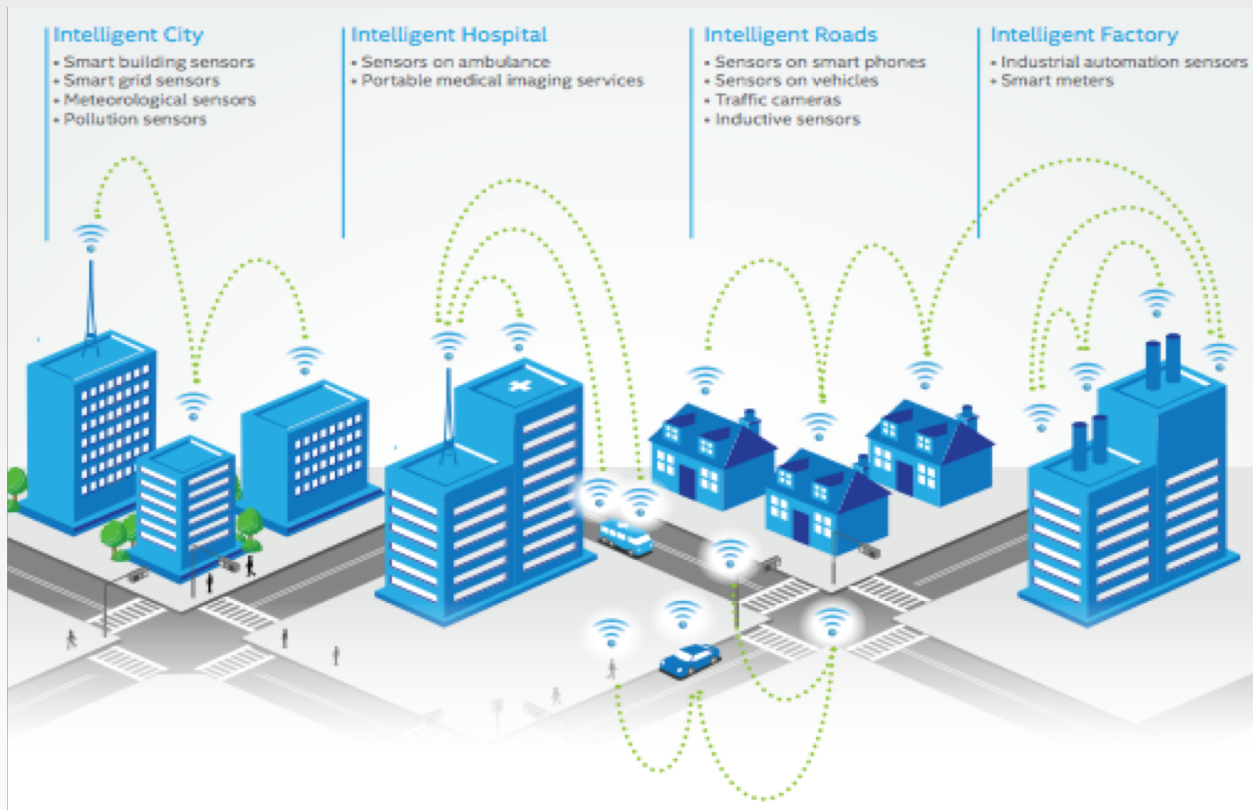 Intelligent City
• Smart building sensors
• Smart grid sensors
• Meteorological sensors
• Pollution sensors
Intelligent Hospital
• Sensors on ambulance
• Portable medical imaging services
Intelligent Roads
• Sensors on smart phones
• Sensors on vehicles
• Traffic cameras
• Inductive sensors
Intelligent Factory
• Industrial automation sensors
• Smart meters